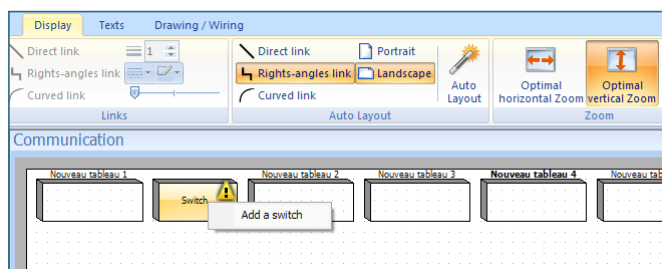 Display Texts Drawing / Wiring
Direct link 1 Direct link Portrait
Rights-angles link Rights-angles link Landscape Auto Layout Optimal horizontal Zoom Optimal vertical Zoom
Curved link Curved link
Links Auto Layout Zoom
Communication
Nouveau tableau 1 Nouveau tableau 2 Nouveau tableau 3 Nouveau tableau 4 Nouveau tab
Switch
Add a switch